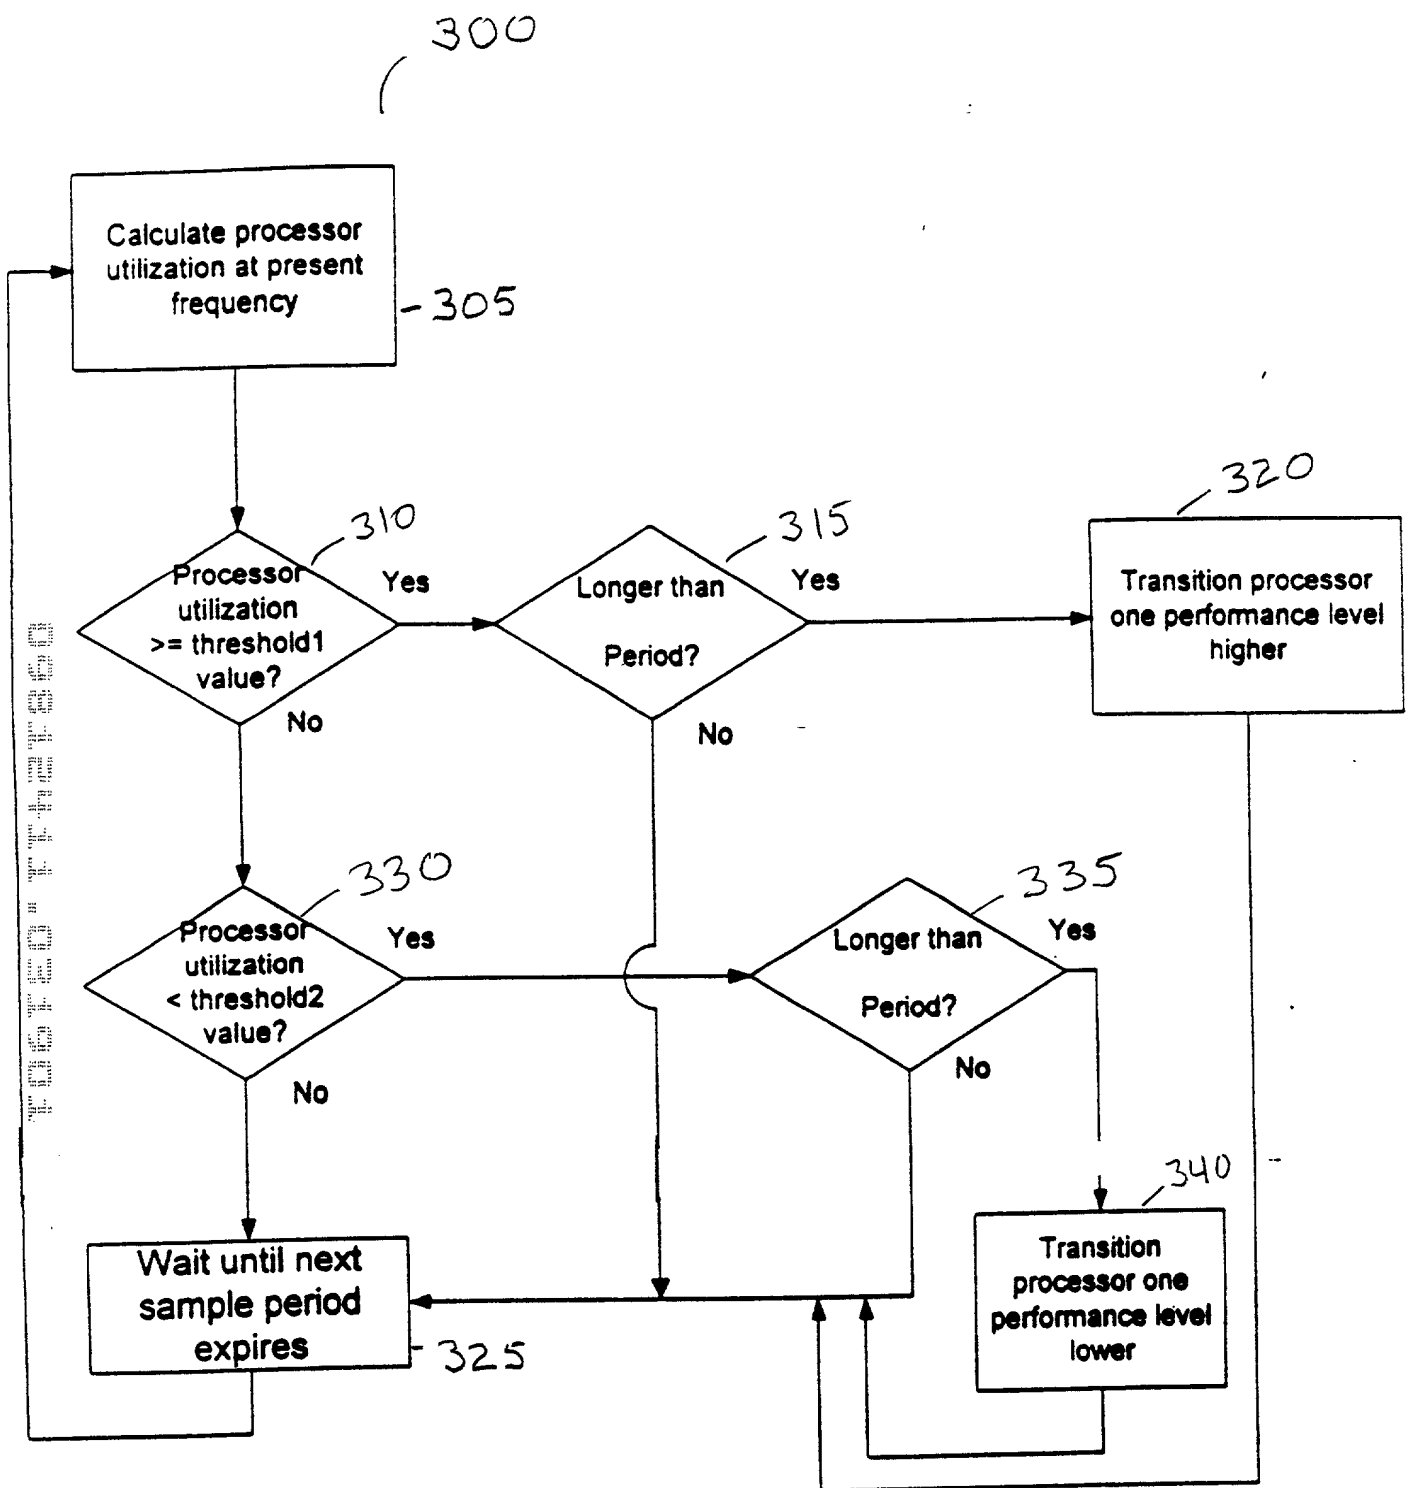 300
Calculate processor
utilization at present
frequency
305
310
Processor
utilization
>= threshold1
value?
Yes
No
315
Longer than
Period?
Yes
No
320
Transition processor
one performance level
higher
330
Processor
utilization
< threshold2
value?
Yes
No
335
Longer than
Period?
Yes
No
340
Transition
processor one
performance level
lower
Wait until next
sample period
expires
325